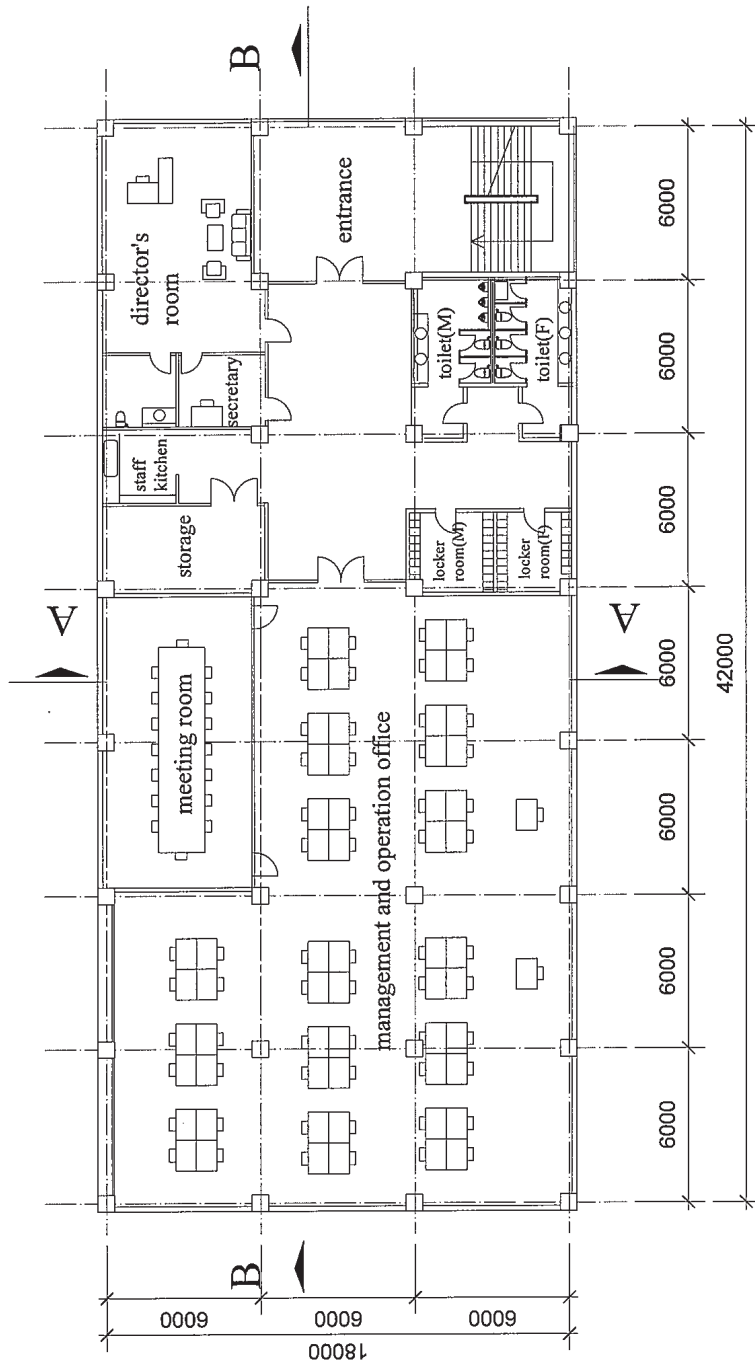 B
B
A
A
director's
room
entrance
secretary
staff
kitchen
storage
toilet(M)
toilet(F)
locker
room(M)
locker
room(F)
meeting room
management and operation office
6000
6000
6000
6000
6000
6000
6000
42000
6000
6000
6000
18000